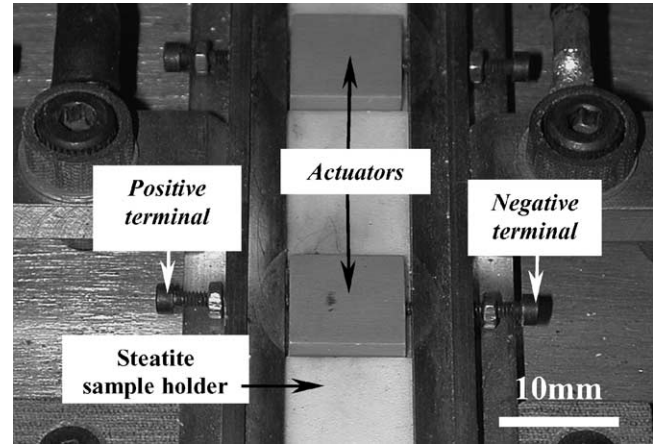 Positive
terminal
Actuators
Negative
terminal
Steatite
sample holder
10mm